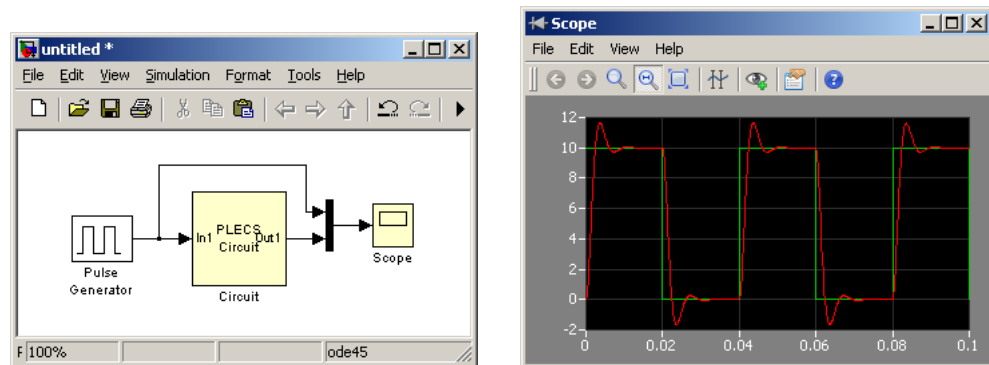 untitled *
File Edit View Simulation Format Tools Help
In1 PLECS Out1
Circuit
Pulse
Generator
Circuit
Scope
F 100%
ode45
Scope
File Edit View Help
12
10
8
6
4
2
0
-2
0 0.02 0.04 0.06 0.08 0.1